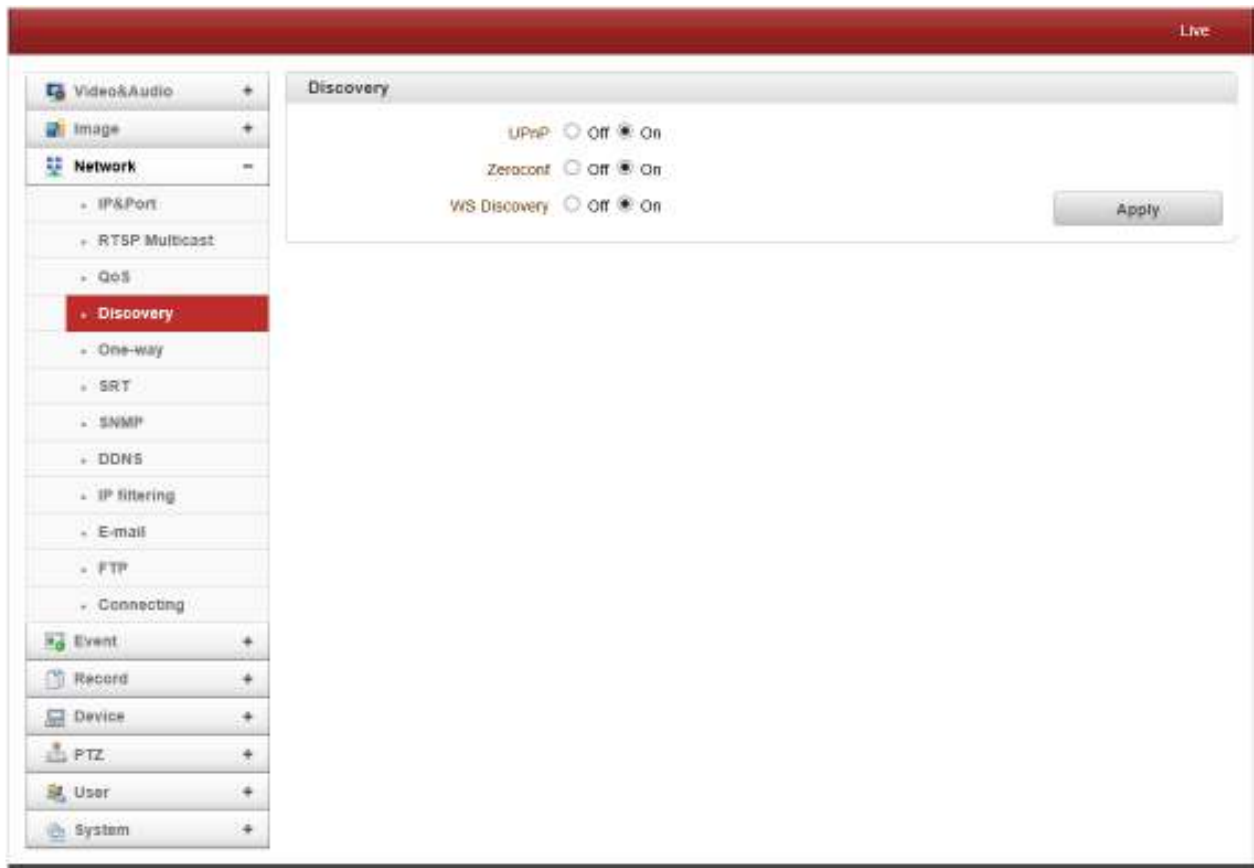 Live
Video&Audio +
Image +
Network -
IP&Port
RTSP Multicast
QoS
Discovery
One-way
SRT
SNMP
DDNS
IP filtering
E-mail
FTP
Connecting
Event +
Record +
Device +
PTZ +
User +
System +
Discovery
UPnP Off On
Zeroconf Off On
WS Discovery Off On
Apply